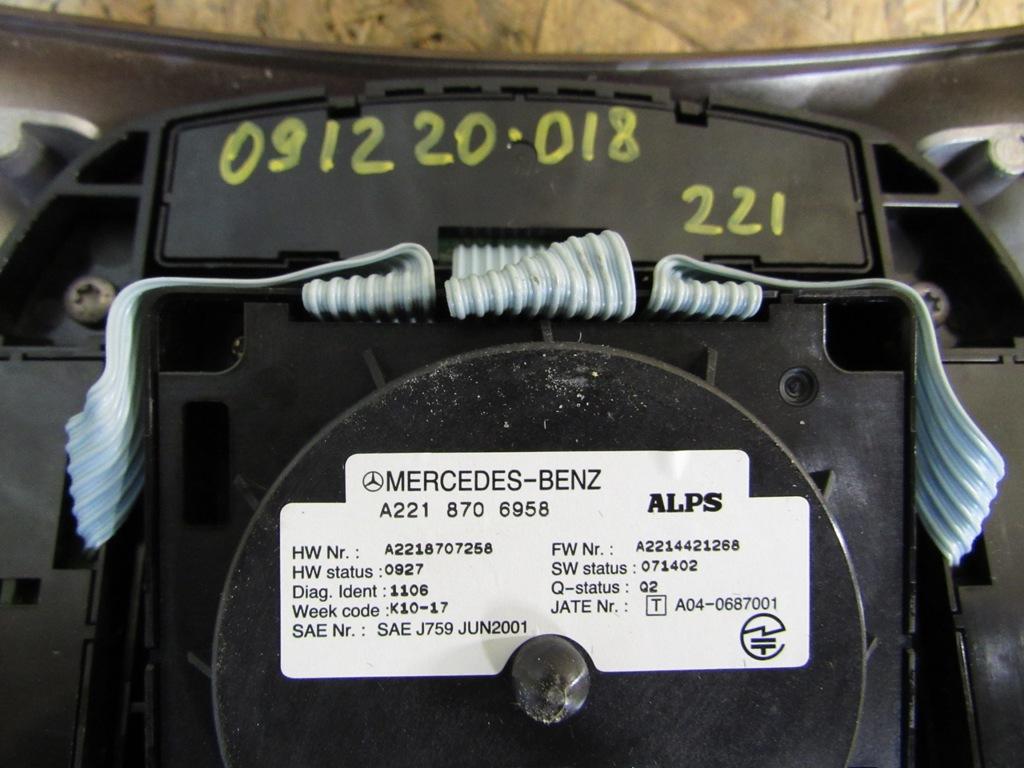 091220·018
221
MERCEDES-BENZ
A221 870 6958
ALPS
HW Nr. : A2218707258
HW status : 0927
Diag. Ident : 1106
Week code : K10-17
SAE Nr. : SAE J759 JUN2001
FW Nr. : A2214421268
SW status : 071402
Q-status : Q2
JATE Nr. : T A04-0687001